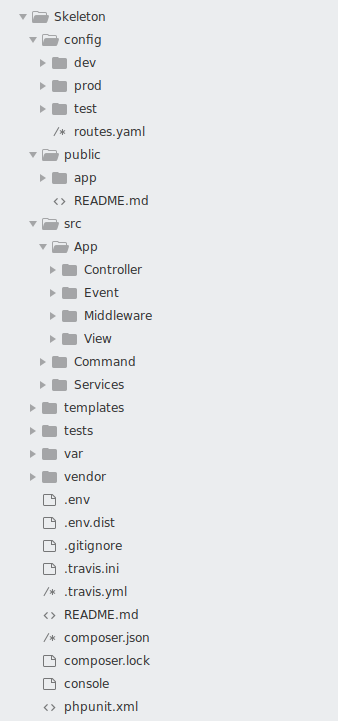 Skeleton
config
dev
prod
test
/* routes.yaml
public
app
<> README.md
src
App
Controller
Event
Middleware
View
Command
Services
templates
tests
var
vendor
.env
.env.dist
.gitignore
.travis.ini
/* .travis.yml
<> README.md
/* composer.json
composer.lock
console
<> phpunit.xml